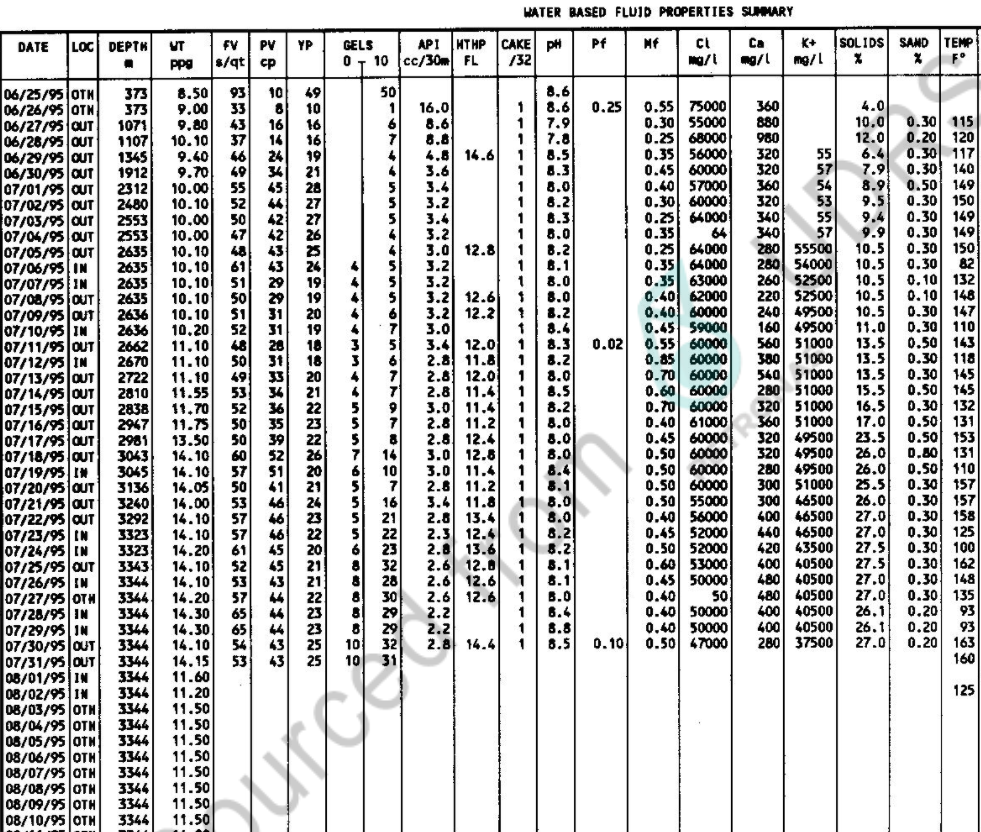 WATER BASED FLUID PROPERTIES SUMMARY
DATE LOC DEPTH WT FV PV YP GELS API HTHP CAKE pH Pf Mf Cl Ca K+ SOLIDS SAND TEMP
m ppg s/qt cp 0 - 10 cc/30m FL /32 mg/l mg/l mg/l % % F°
06/25/95 OTH 373 8.50 93 10 49 50 8.6
06/26/95 OTH 373 9.00 33 8 10 1 16.0 1 8.6 0.25 0.55 75000 360 4.0
06/27/95 OUT 1071 9.80 43 16 16 6 8.6 1 7.9 0.30 55000 880 10.0 0.30 115
06/28/95 OUT 1107 10.10 37 14 16 7 8.8 1 7.8 0.25 68000 980 12.0 0.20 120
06/29/95 OUT 1345 9.40 46 24 19 4 4.8 14.6 1 8.5 0.35 56000 320 55 6.4 0.30 117
06/30/95 OUT 1912 9.70 49 34 21 4 3.6 1 8.3 0.45 60000 320 57 7.9 0.30 140
07/01/95 OUT 2312 10.00 55 45 28 5 3.4 1 8.0 0.40 57000 360 54 8.9 0.50 149
07/02/95 OUT 2480 10.10 52 44 27 5 3.2 1 8.2 0.30 60000 320 53 9.5 0.30 150
07/03/95 OUT 2553 10.00 50 42 27 5 3.4 1 8.3 0.25 64000 340 55 9.4 0.30 149
07/04/95 OUT 2553 10.00 47 42 26 4 3.2 1 8.0 0.35 64 340 57 9.9 0.30 149
07/05/95 OUT 2635 10.10 48 43 25 4 3.0 12.8 1 8.2 0.25 64000 280 55500 10.5 0.30 150
07/06/95 IN 2635 10.10 61 43 24 4 5 3.2 1 8.1 0.35 64000 280 54000 10.5 0.30 82
07/07/95 IN 2635 10.10 51 29 19 4 5 3.2 1 8.0 0.35 63000 260 52500 10.5 0.10 132
07/08/95 OUT 2635 10.10 50 29 19 4 5 3.2 12.6 1 8.0 0.40 62000 220 52500 10.5 0.10 148
07/09/95 OUT 2636 10.10 51 31 20 4 6 3.2 12.2 1 8.2 0.40 60000 240 49500 10.5 0.30 147
07/10/95 IN 2636 10.20 52 31 19 4 7 3.0 1 8.4 0.45 59000 160 49500 11.0 0.30 110
07/11/95 OUT 2662 11.10 48 28 18 3 5 3.4 12.0 1 8.3 0.02 0.55 60000 560 51000 13.5 0.50 143
07/12/95 IN 2670 11.10 50 31 18 3 6 2.8 11.8 1 8.2 0.85 60000 380 51000 13.5 0.30 118
07/13/95 OUT 2722 11.10 49 33 20 4 7 2.8 12.0 1 8.0 0.70 60000 540 51000 13.5 0.30 145
07/14/95 OUT 2810 11.55 53 34 21 4 7 2.8 11.4 1 8.5 0.60 60000 280 51000 15.5 0.50 145
07/15/95 OUT 2838 11.70 52 36 22 5 9 3.0 11.4 1 8.2 0.70 60000 320 51000 16.5 0.30 132
07/16/95 OUT 2947 11.75 50 35 23 5 7 2.8 11.2 1 8.0 0.40 61000 360 51000 17.0 0.50 131
07/17/95 OUT 2981 13.50 50 39 22 5 8 2.8 12.4 1 8.0 0.45 60000 320 49500 23.5 0.50 153
07/18/95 OUT 3043 14.10 60 52 26 7 14 3.0 12.8 1 8.0 0.50 60000 320 49500 26.0 0.80 131
07/19/95 IN 3045 14.10 57 51 20 6 10 3.0 11.4 1 8.4 0.50 60000 280 49500 26.0 0.50 110
07/20/95 OUT 3136 14.05 50 41 21 5 7 2.8 11.2 1 8.1 0.50 60000 300 51000 25.5 0.30 157
07/21/95 OUT 3240 14.00 53 46 24 5 16 3.4 11.8 1 8.0 0.50 55000 300 46500 26.0 0.30 157
07/22/95 OUT 3292 14.10 57 46 23 5 21 2.8 13.4 1 8.0 0.40 56000 400 46500 27.0 0.30 158
07/23/95 IN 3323 14.10 57 46 22 5 22 2.3 12.4 1 8.2 0.45 52000 440 46500 27.0 0.30 125
07/24/95 IN 3323 14.20 61 45 20 6 23 2.8 12.6 1 8.2 0.50 52000 420 43500 27.5 0.30 100
07/25/95 OUT 3343 14.10 52 45 21 8 32 2.6 12.8 1 8.1 0.60 53000 400 40500 27.5 0.30 162
07/26/95 IN 3344 14.10 53 43 21 8 28 2.6 12.6 1 8.1 0.45 50000 480 40500 27.0 0.30 148
07/27/95 OTH 3344 14.20 57 44 22 8 30 2.6 12.6 1 8.0 0.40 50 480 40500 27.0 0.30 135
07/28/95 IN 3344 14.30 65 44 23 8 29 2.2 1 8.4 0.40 50000 400 40500 26.1 0.20 93
07/29/95 IN 3344 14.30 65 44 23 8 29 2.2 1 8.8 0.40 50000 400 40500 26.1 0.20 93
07/30/95 OUT 3344 14.10 54 43 25 10 32 2.8 14.4 1 8.5 0.10 0.50 47000 280 37500 27.0 0.20 163
07/31/95 OUT 3344 14.15 53 43 25 10 31 160
08/01/95 IN 3344 11.60
08/02/95 IN 3344 11.20 125
08/03/95 OTH 3344 11.50
08/04/95 OTH 3344 11.50
08/05/95 OTH 3344 11.50
08/06/95 OTH 3344 11.50
08/07/95 OTH 3344 11.50
08/08/95 OTH 3344 11.50
08/09/95 OTH 3344 11.50
08/10/95 OTH 3344 11.50
sourced from UDRS